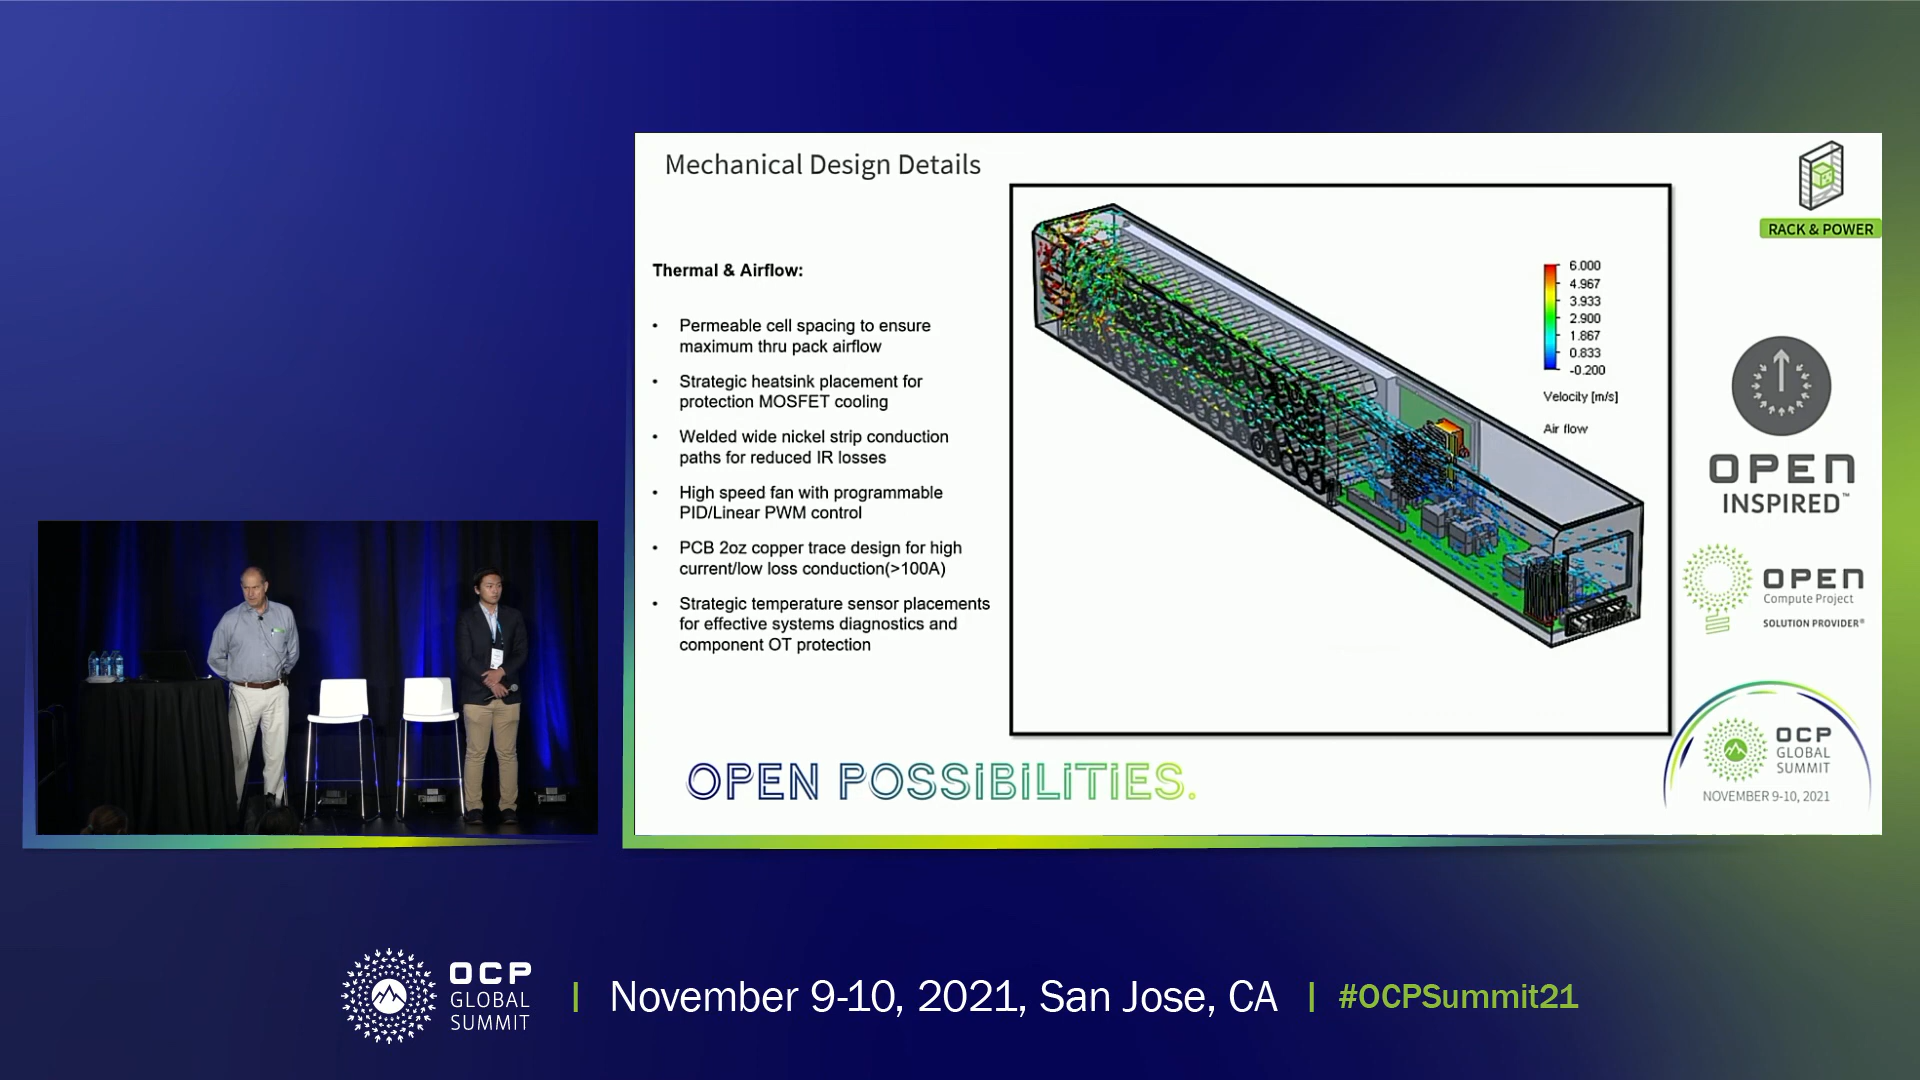 Mechanical Design Details
RACK & POWER
Thermal & Airflow:
• Permeable cell spacing to ensure
maximum thru pack airflow
• Strategic heatsink placement for
protection MOSFET cooling
• Welded wide nickel strip conduction
paths for reduced IR losses
• High speed fan with programmable
PID/Linear PWM control
• PCB 2oz copper trace design for high
current/low loss conduction(>100A)
• Strategic temperature sensor placements
for effective systems diagnostics and
component OT protection
6.000
4.967
3.933
2.900
1.867
0.833
-0.200
Velocity [m/s]
Air flow
OPEN
INSPIRED™
OPEN
Compute Project
SOLUTION PROVIDER®
OCP
GLOBAL
SUMMIT
NOVEMBER 9-10, 2021
OPEN POSSIBILITIES.
OCP
GLOBAL
SUMMIT
November 9-10, 2021, San Jose, CA
#OCPSummit21